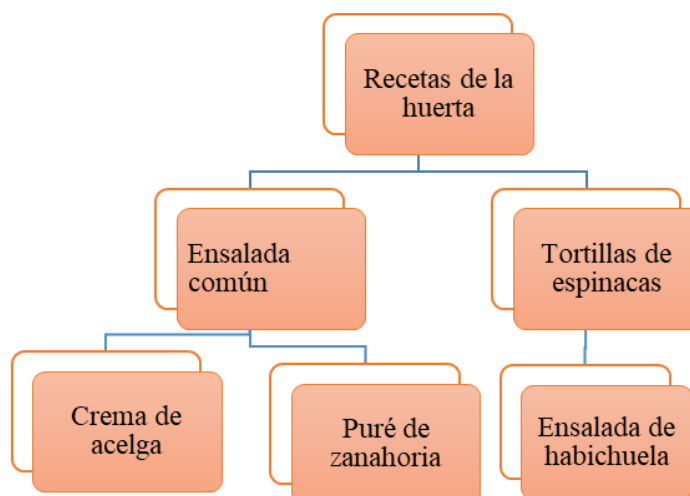 Recetas de la
huerta
Ensalada
común
Tortillas de
espinacas
Crema de
acelga
Puré de
zanahoria
Ensalada de
habichuela